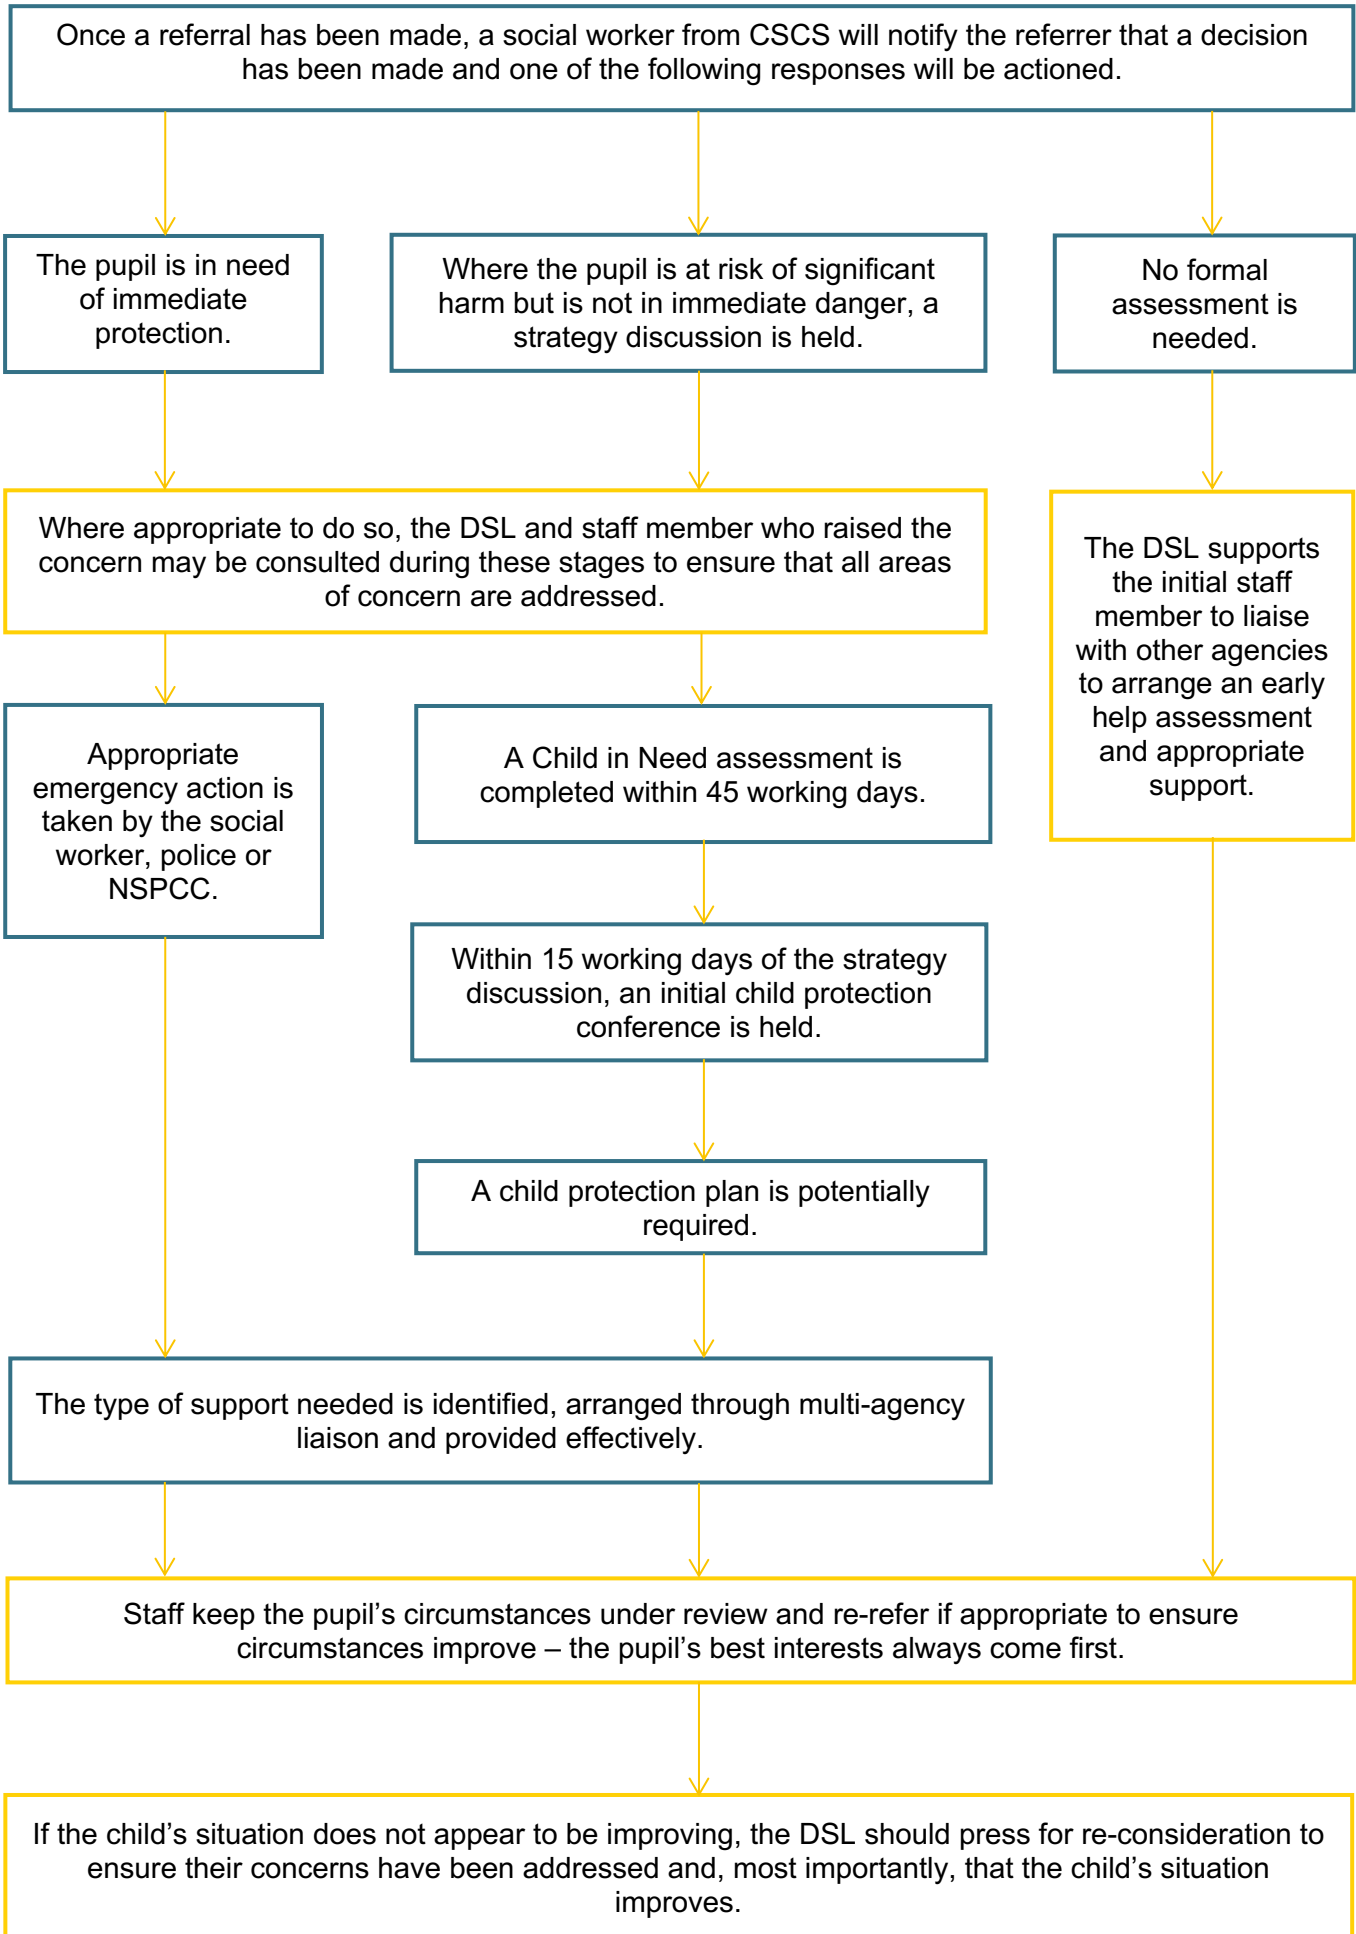 Once a referral has been made, a social worker from CSCS will notify the referrer that a decision
has been made and one of the following responses will be actioned.
The pupil is in need
of immediate
protection.
Where the pupil is at risk of significant
harm but is not in immediate danger, a
strategy discussion is held.
No formal
assessment is
needed.
Where appropriate to do so, the DSL and staff member who raised the
concern may be consulted during these stages to ensure that all areas
of concern are addressed.
The DSL supports
the initial staff
member to liaise
with other agencies
to arrange an early
help assessment
and appropriate
support.
Appropriate
emergency action is
taken by the social
worker, police or
NSPCC.
A Child in Need assessment is
completed within 45 working days.
Within 15 working days of the strategy
discussion, an initial child protection
conference is held.
A child protection plan is potentially
required.
The type of support needed is identified, arranged through multi-agency
liaison and provided effectively.
Staff keep the pupil’s circumstances under review and re-refer if appropriate to ensure
circumstances improve – the pupil’s best interests always come first.
If the child’s situation does not appear to be improving, the DSL should press for re-consideration to
ensure their concerns have been addressed and, most importantly, that the child’s situation
improves.